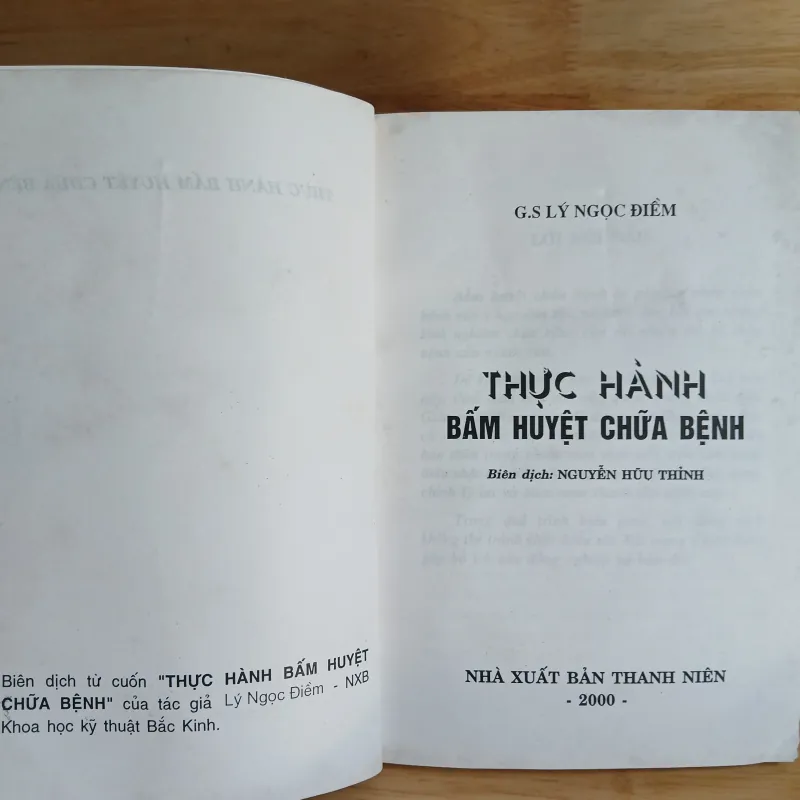 Biên dịch từ cuốn "THỰC HÀNH BẤM HUYỆT
CHỮA BỆNH" của tác giả Lý Ngọc Điềm - NXB
Khoa học kỹ thuật Bắc Kinh.
G.S LÝ NGỌC ĐIỀM
THỰC HÀNH
BẤM HUYỆT CHỮA BỆNH
Biên dịch: NGUYỄN HỮU THỈNH
NHÀ XUẤT BẢN THANH NIÊN
- 2000 -